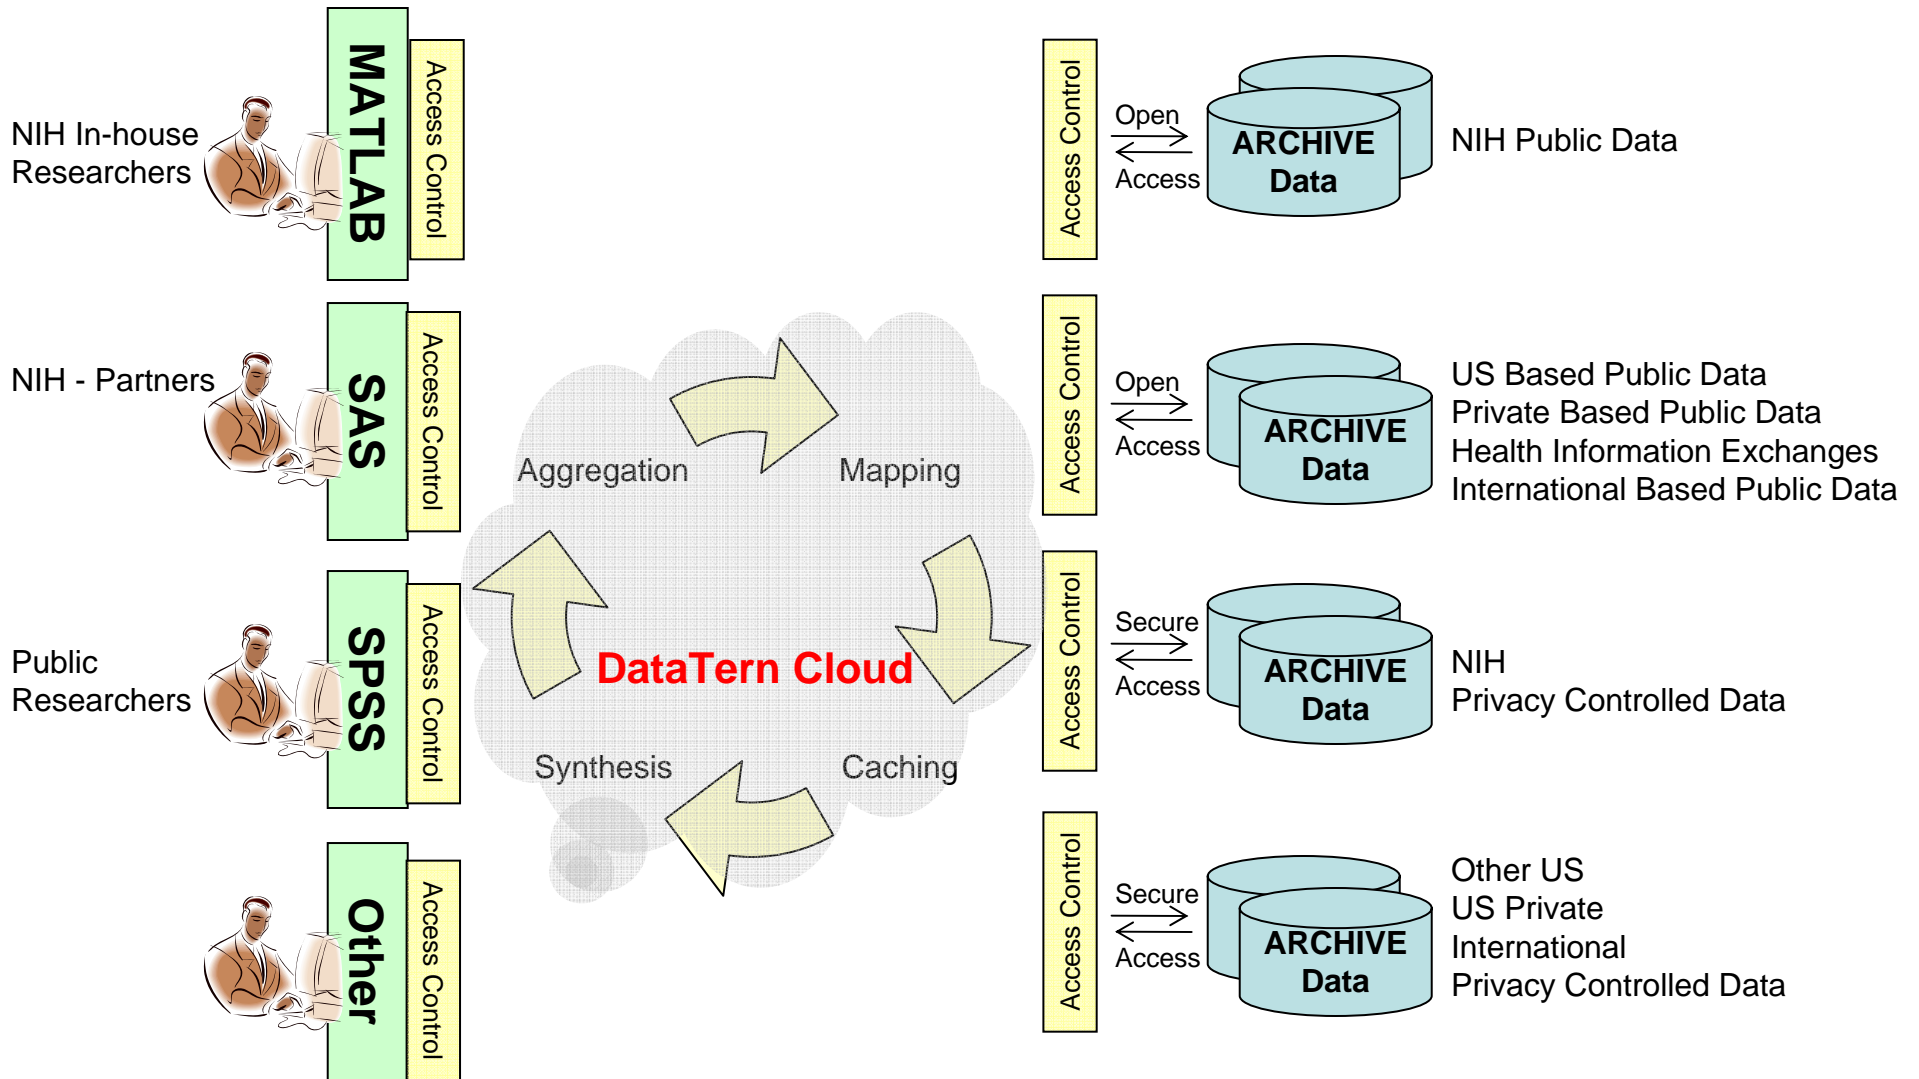 NIH In-house
Researchers
MATLAB
Access Control
NIH - Partners
SAS
Access Control
Public
Researchers
SPSS
Access Control
Other
Access Control
Aggregation
Mapping
DataTern Cloud
Synthesis
Caching
Access Control
Open
Access
ARCHIVE
Data
NIH Public Data
Access Control
Open
Access
ARCHIVE
Data
US Based Public Data
Private Based Public Data
Health Information Exchanges
International Based Public Data
Access Control
Secure
Access
ARCHIVE
Data
NIH
Privacy Controlled Data
Access Control
Secure
Access
ARCHIVE
Data
Other US
US Private
International
Privacy Controlled Data